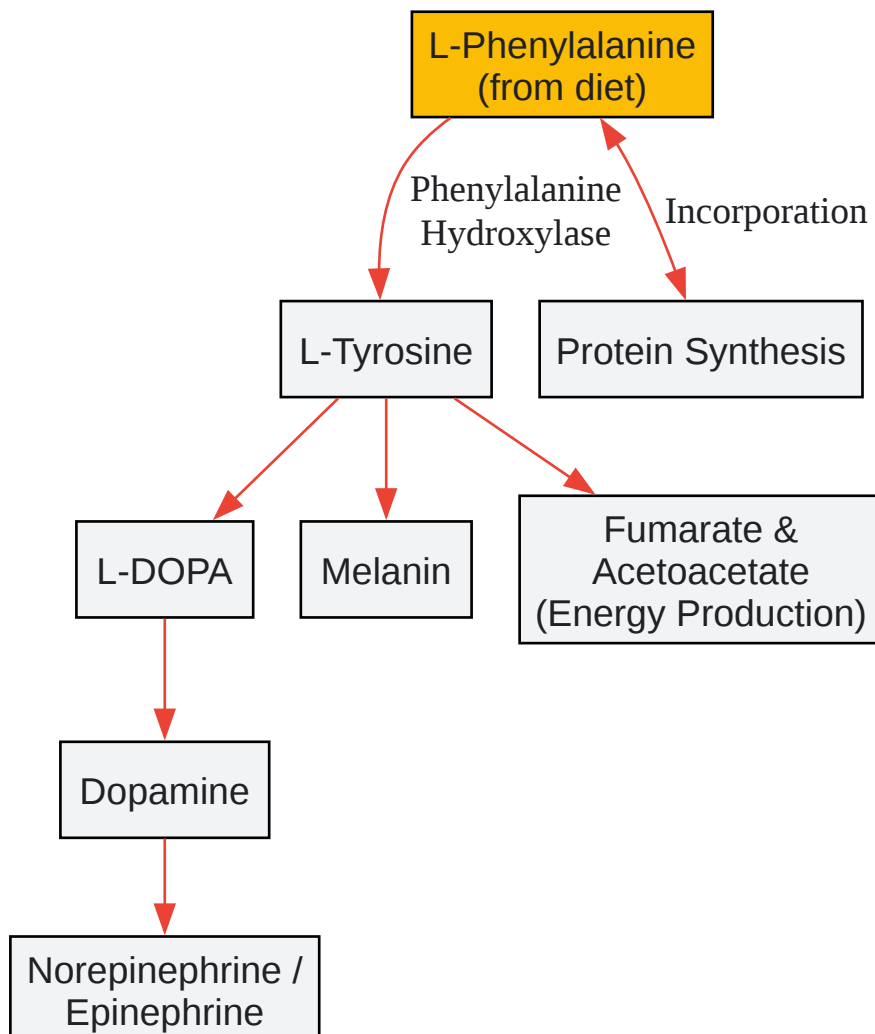 L-Phenylalanine
(from diet)
Phenylalanine
Hydroxylase
Incorporation
L-Tyrosine
Protein Synthesis
L-DOPA
Melanin
Fumarate &
Acetoacetate
(Energy Production)
Dopamine
Norepinephrine /
Epinephrine